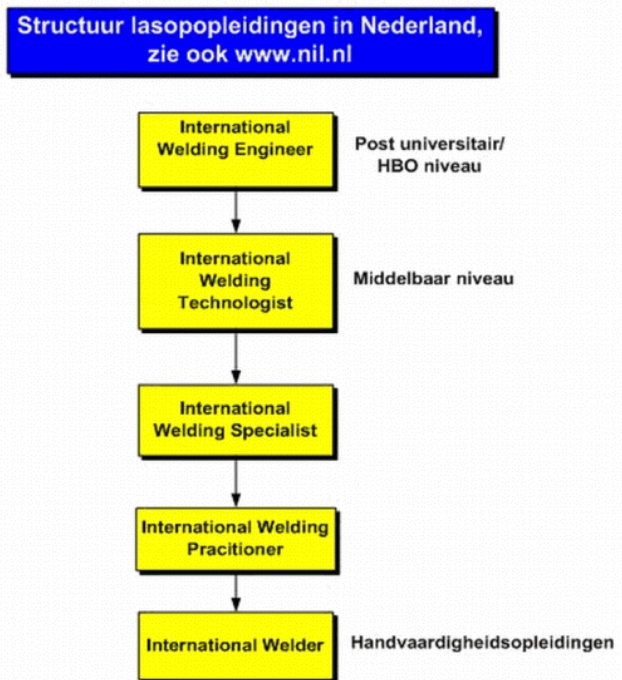 Structuur lasopopleidingen in Nederland,
zie ook www.nil.nl
International
Welding Engineer
Post universitair/
HBO niveau
International
Welding
Technologist
Middelbaar niveau
International
Welding Specialist
International Welding
Pracitioner
International Welder
Handvaardigheidsopleidingen